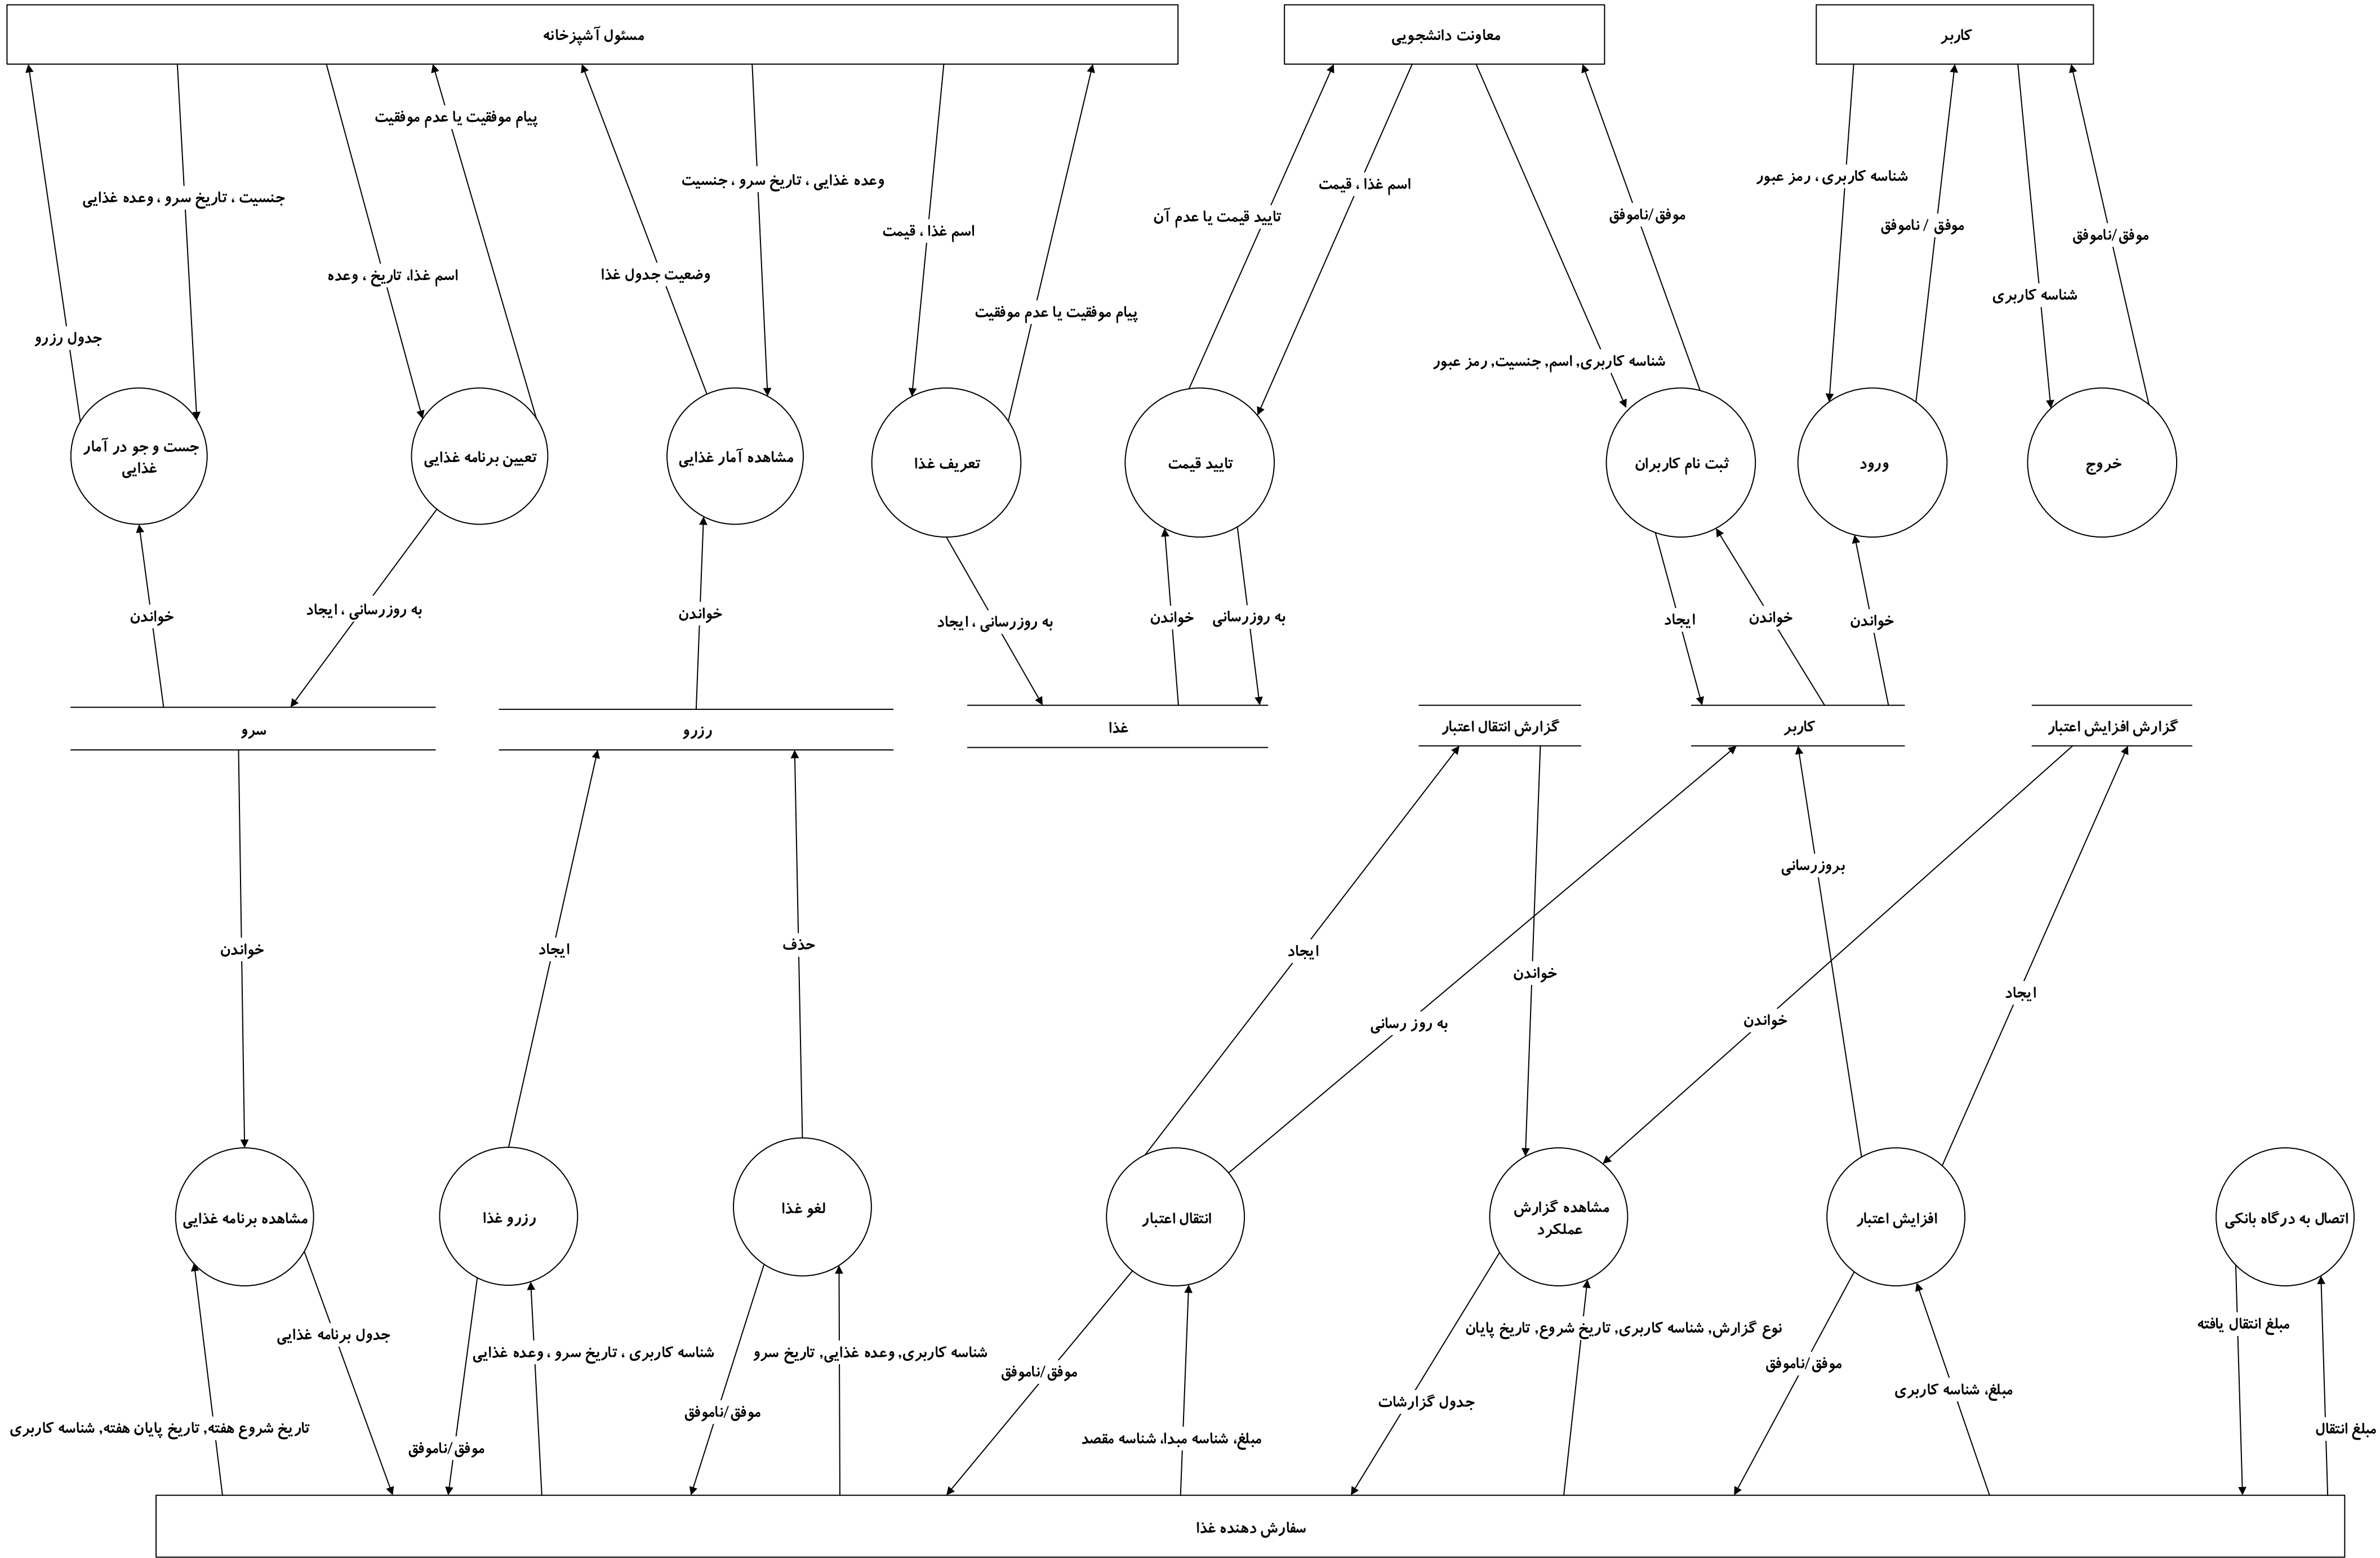 کاربر
معاونت دانشجویی
مسئول آشپزخانه
پیام موفقیت یا عدم موفقیت
شناسه کاربری ، رمز عبور
وعده غذایی ، تاریخ سرو ، جنسیت
اسم غذا ، قیمت
جنسیت ، تاریخ سرو ، وعده غذایی
موفق/ناموفق
تایید قیمت یا عدم آن
موفق / ناموفق
اسم غذا ، قیمت
موفق/ناموفق
وضعیت جدول غذا
اسم غذا، تاریخ ، وعده
شناسه کاربری
پیام موفقیت یا عدم موفقیت
جدول رزرو
شناسه کاربری, اسم, جنسیت, رمز عبور
خروج
ورود
ثبت نام کاربران
تایید قیمت
تعریف غذا
مشاهده آمار غذایی
تعیین برنامه غذایی
جست و جو در آمار
غذایی
خواندن
خواندن
ایجاد
به روزرسانی
خواندن
به روزرسانی ، ایجاد
خواندن
به روزرسانی ، ایجاد
خواندن
گزارش افزایش اعتبار
کاربر
گزارش انتقال اعتبار
غذا
رزرو
سرو
بروزرسانی
حذف
ایجاد
خواندن
ایجاد
خواندن
ایجاد
خواندن
به روز رسانی
اتصال به درگاه بانکی
افزایش اعتبار
مشاهده گزارش
عملکرد
انتقال اعتبار
لغو غذا
رزرو غذا
مشاهده برنامه غذایی
مبلغ انتقال یافته
نوع گزارش, شناسه کاربری, تاریخ شروع, تاریخ پایان
جدول برنامه غذایی
شناسه کاربری, وعده غذایی, تاریخ سرو
شناسه کاربری ، تاریخ سرو ، وعده غذایی
موفق/ناموفق
موفق/ناموفق
مبلغ، شناسه کاربری
جدول گزارشات
موفق/ناموفق
مبلغ انتقال
تاریخ شروع هفته, تاریخ پایان هفته, شناسه کاربری
مبلغ، شناسه مبدا، شناسه مقصد
موفق/ناموفق
سفارش دهنده غذا